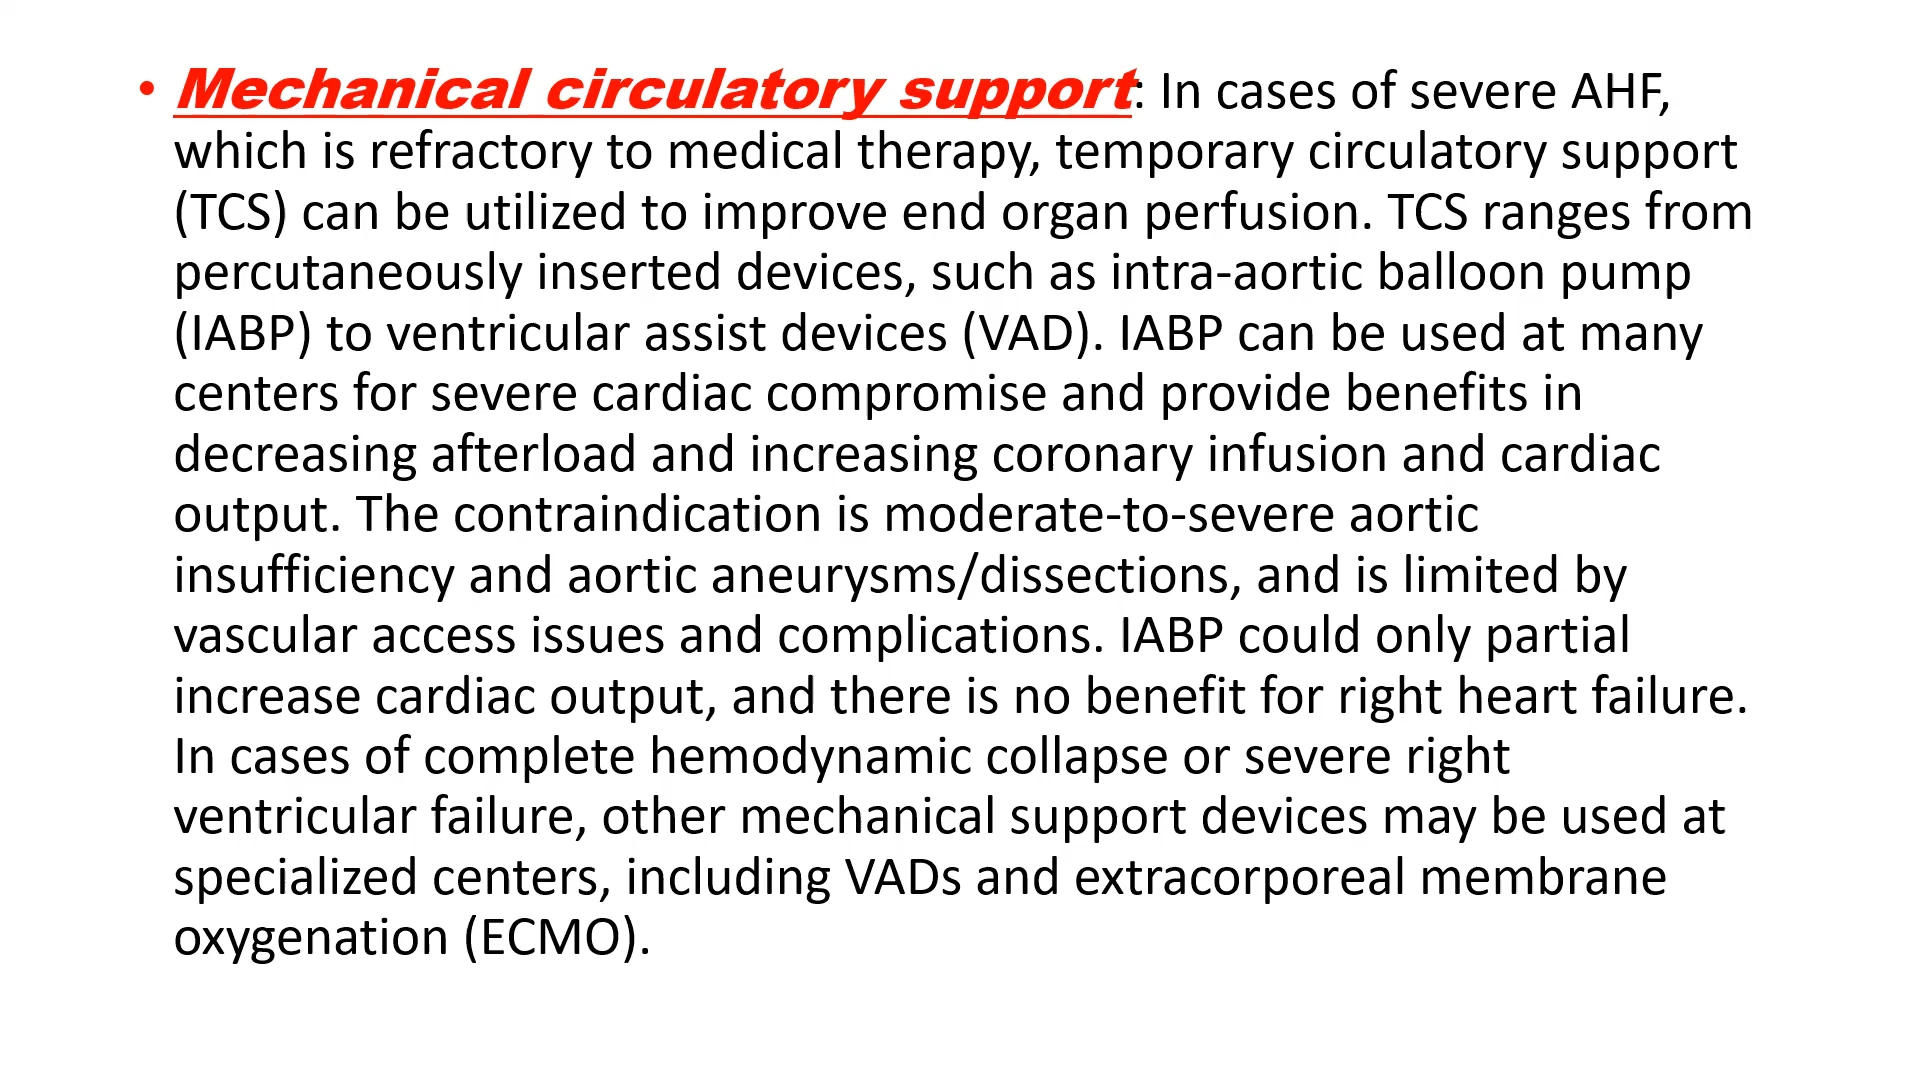 • Mechanical circulatory support: In cases of severe AHF,
which is refractory to medical therapy, temporary circulatory support
(TCS) can be utilized to improve end organ perfusion. TCS ranges from
percutaneously inserted devices, such as intra-aortic balloon pump
(IABP) to ventricular assist devices (VAD). IABP can be used at many
centers for severe cardiac compromise and provide benefits in
decreasing afterload and increasing coronary infusion and cardiac
output. The contraindication is moderate-to-severe aortic
insufficiency and aortic aneurysms/dissections, and is limited by
vascular access issues and complications. IABP could only partial
increase cardiac output, and there is no benefit for right heart failure.
In cases of complete hemodynamic collapse or severe right
ventricular failure, other mechanical support devices may be used at
specialized centers, including VADs and extracorporeal membrane
oxygenation (ECMO).